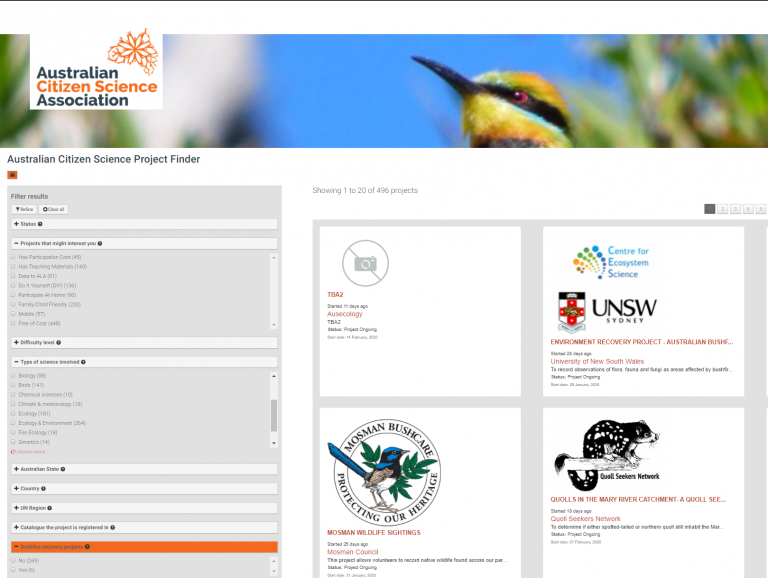 Australian
Citizen Science
Association
Australian Citizen Science Project Finder
Filter results
Refine
Clear all
Status
Projects that might interest you
Has Participation Cost (45)
Has Teaching Materials (140)
Data to ALA (61)
Do It Yourself (DIY) (136)
Participate At Home (90)
Family/Child Friendly (220)
Mobile (57)
Free of Cost (448)
Difficulty level
Type of science involved
Biology (88)
Birds (141)
Chemical sciences (10)
Climate & meteorology (18)
Ecology (181)
Ecology & Environment (264)
Fire Ecology (18)
Genetics (14)
choose more...
Australian State
Country
UN Region
Catalogue the project is registered in
Bushfire recovery projects
No (269)
Yes (6)
Showing 1 to 20 of 496 projects
1 2 3 4 5
TBA2
Started 11 days ago
Ausecology
TBA2
Status: Project Ongoing
Start date: 14 February, 2020
Centre for
Ecosystem
Science
UNSW
SYDNEY
ENVIRONMENT RECOVERY PROJECT - AUSTRALIAN BUSHF...
Started 28 days ago
University of New South Wales
To record observations of flora, fauna and fungi as areas affected by bushfir...
Status: Project Ongoing
Start date: 28 January, 2020
MOSMAN BUSHCARE
PROTECTING OUR HERITAGE
MOSMAN WILDLIFE SIGHTINGS
Started 25 days ago
Mosman Council
This project allows volunteers to record native wildlife found across our par...
Status: Project Ongoing
Start date: 31 January, 2020
Quoll Seekers Network
QUOLLS IN THE MARY RIVER CATCHMENT- A QUOLL SEE...
Started 18 days ago
Quoll Seekers Network
To determine if either spotted-tailed or northern quoll still inhabit the Mar...
Status: Project Ongoing
Start date: 07 February, 2020